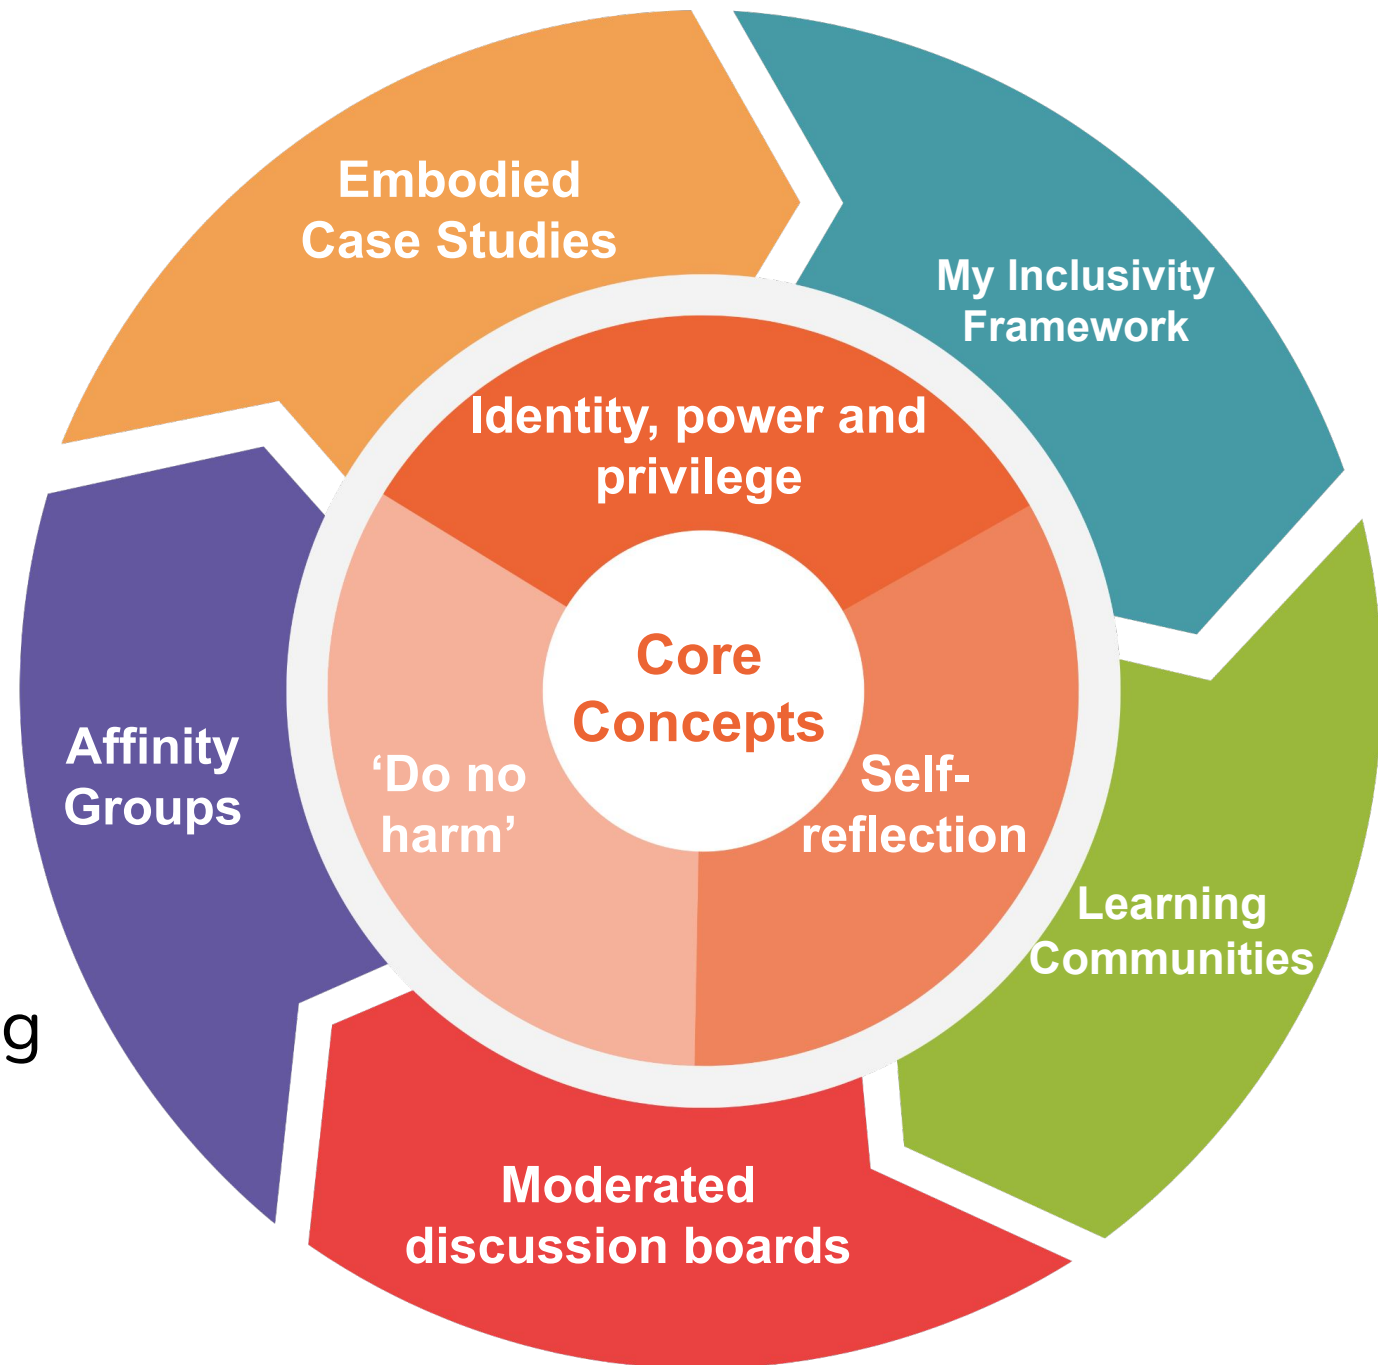 Embodied
Case Studies
My Inclusivity
Framework
Identity, power and
privilege
Core
Concepts
‘Do no
harm’
Self-
reflection
Affinity
Groups
Learning
Communities
g
Moderated
discussion boards